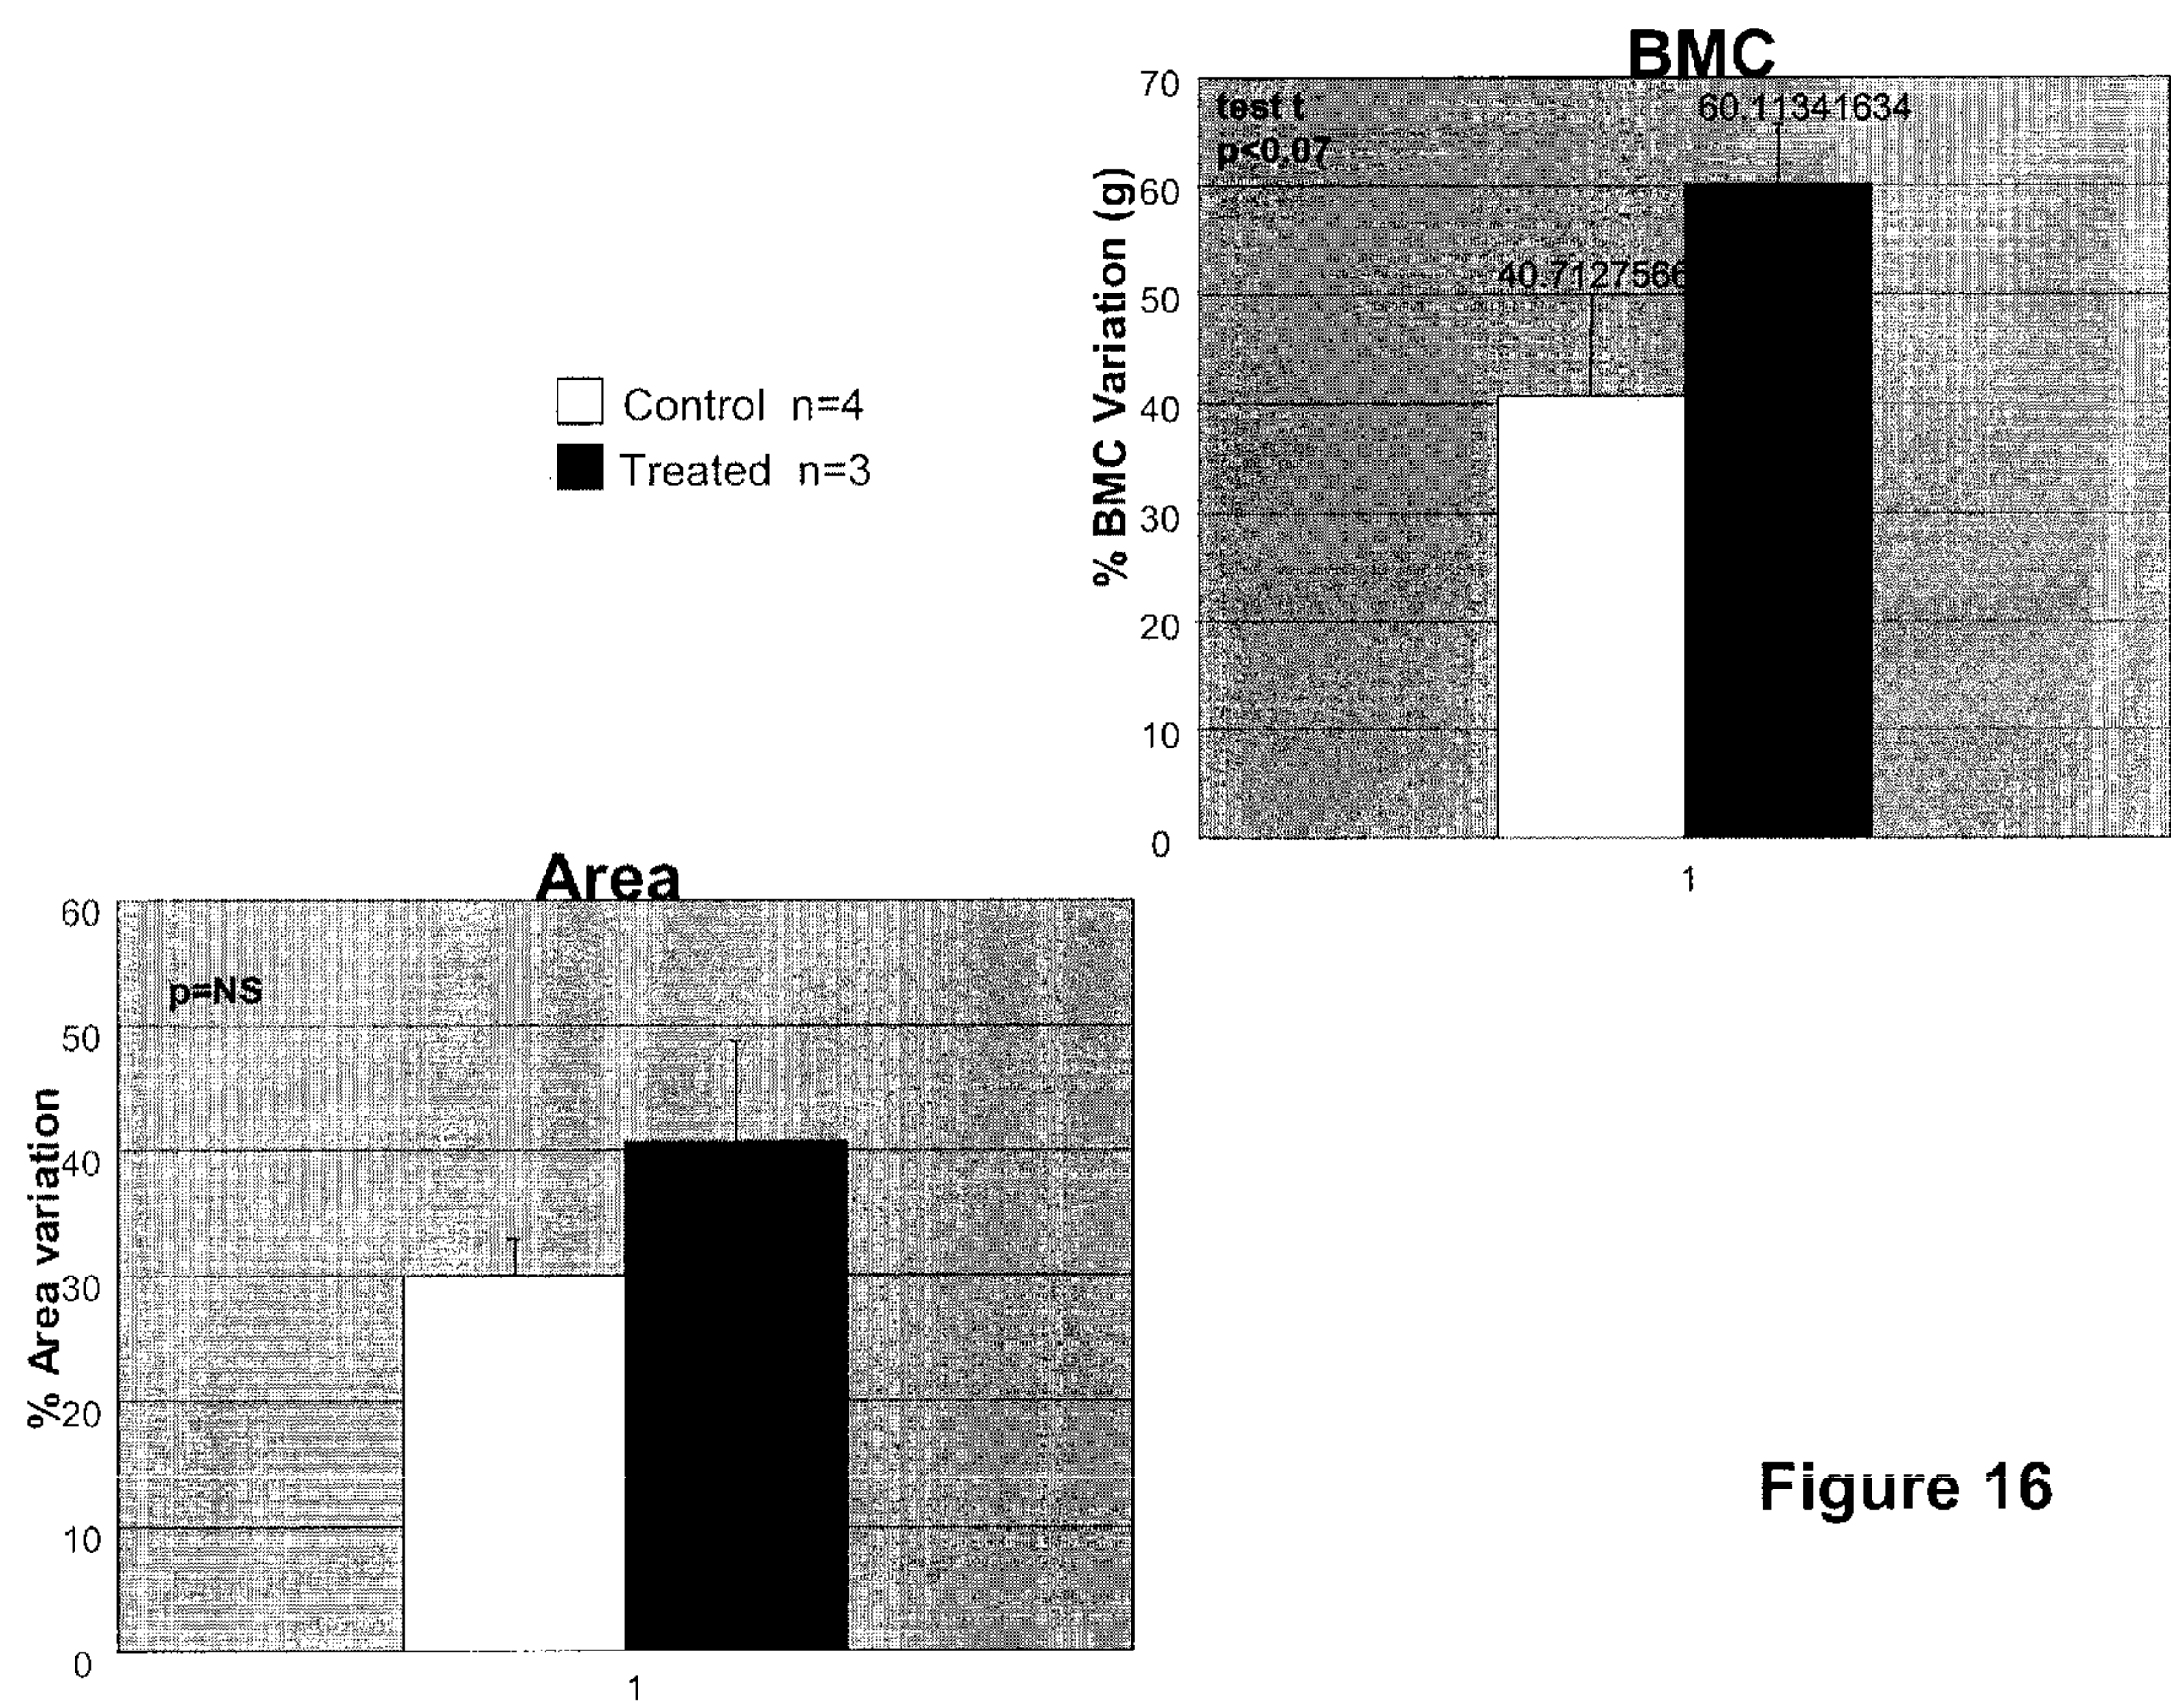 BMC
70
60
50
40
30
20
10
0
% BMC Variation (g)
test t
p<0,07
60.11341634
40.7127566
1
Control n=4
Treated n=3
Area
60
50
40
30
20
10
0
% Area variation
p=NS
1
Figure 16